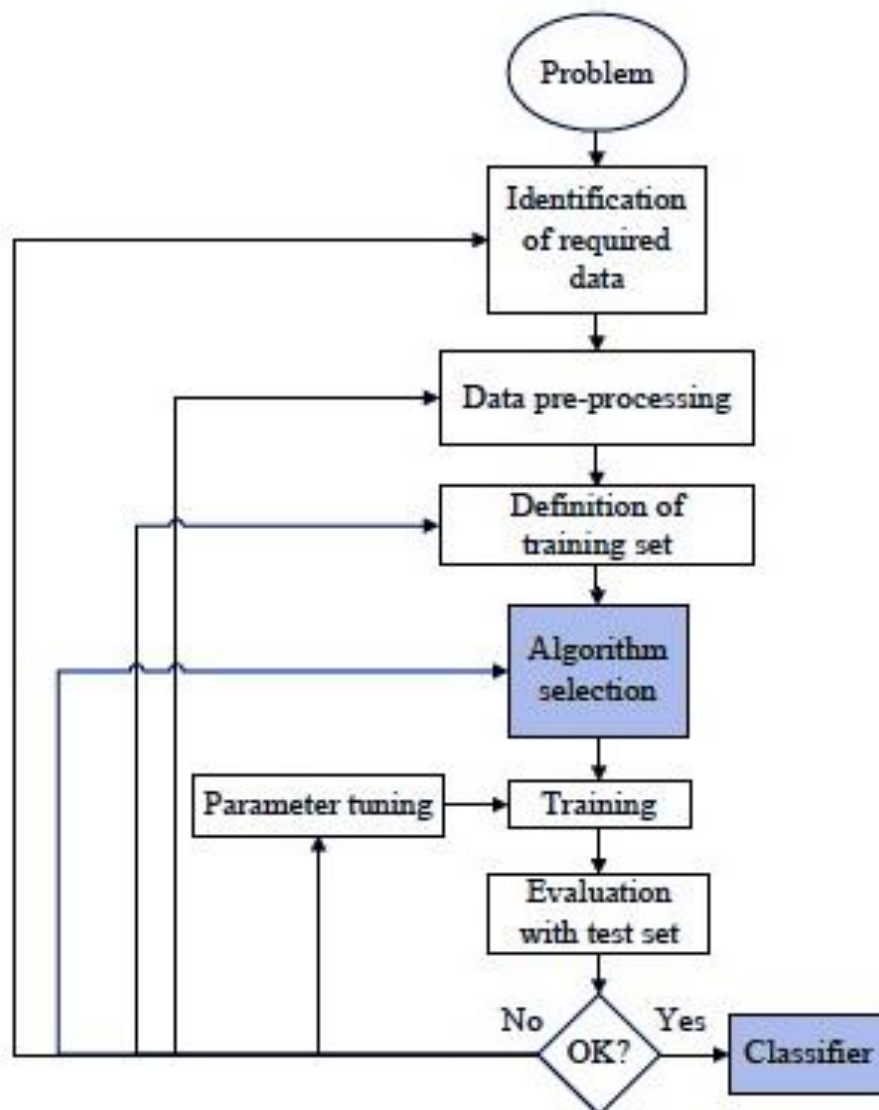 Problem
Identification
of required
data
Data pre-processing
Definition of
training set
Algorithm
selection
Parameter tuning
Training
Evaluation
with test set
No
OK?
Yes
Classifier